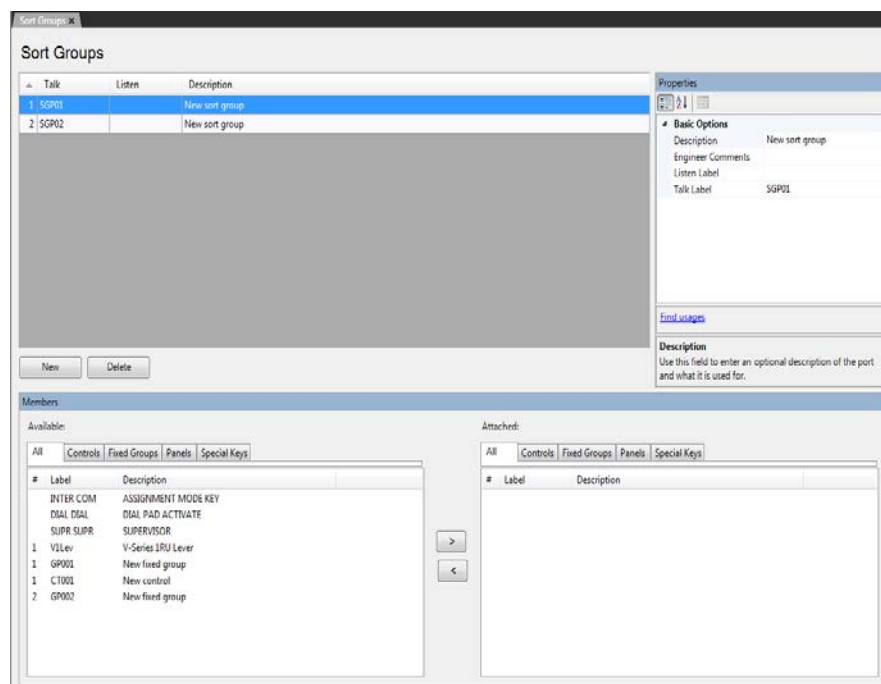 Sort Groups x
Sort Groups
Talk Listen Description
1 SGP01 New sort group
2 SGP02 New sort group
New Delete
Properties
Basic Options
Description New sort group
Engineer Comments
Listen Label
Talk Label SGP01
Find usages
Description
Use this field to enter an optional description of the port
and what it is used for.
Members
Available:
All Controls Fixed Groups Panels Special Keys
# Label Description
INTER COM ASSIGNMENT MODE KEY
DIAL DIAL DIAL PAD ACTIVATE
SUPR SUPR SUPERVISOR
1 V1Lev V-Series 1RU Lever
1 GP001 New fixed group
1 CT001 New control
2 GP002 New fixed group
>
<
Attached:
All Controls Fixed Groups Panels Special Keys
# Label Description